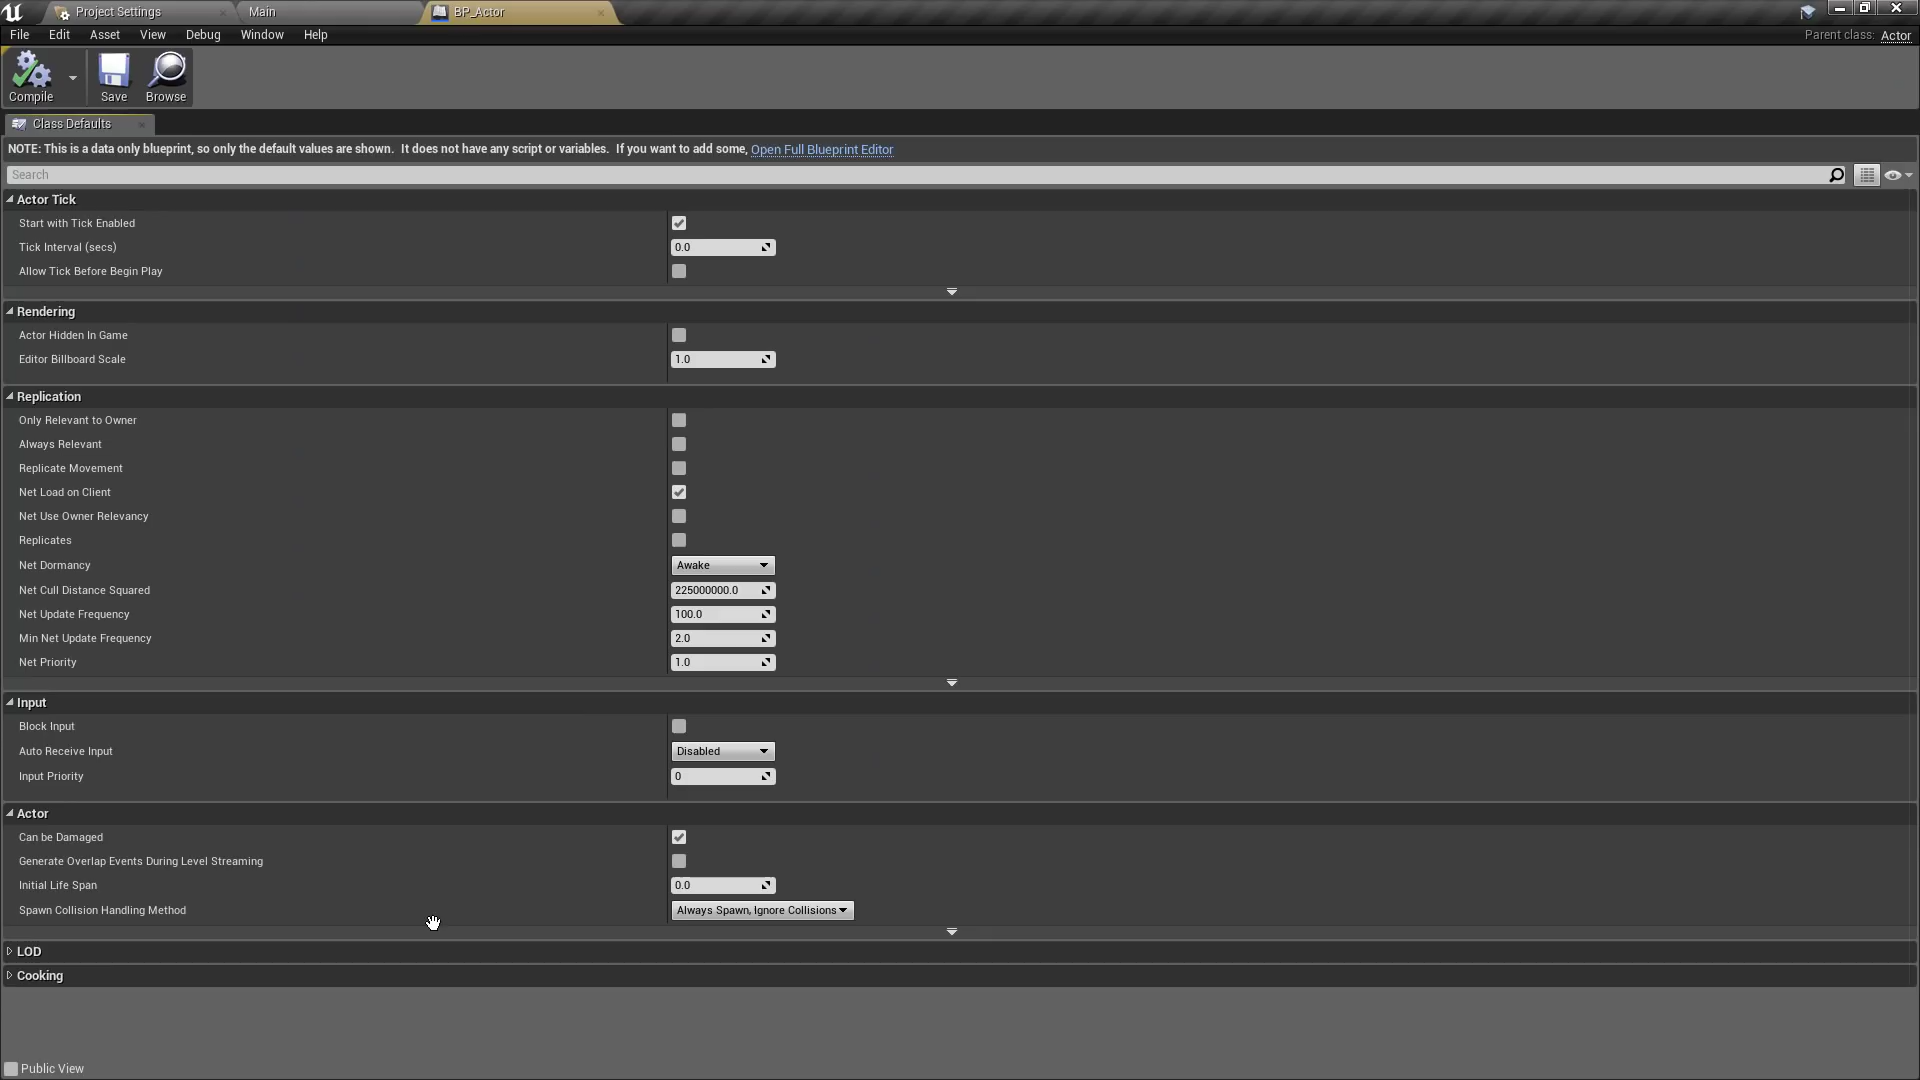 Project Settings
Main
BP_Actor
File Edit Asset View Debug Window Help
Parent class: Actor
Compile
Save
Browse
Class Defaults
NOTE: This is a data only blueprint, so only the default values are shown.  It does not have any script or variables.  If you want to add some, Open Full Blueprint Editor
Search
Actor Tick
Start with Tick Enabled
Tick Interval (secs) 0.0
Allow Tick Before Begin Play
Rendering
Actor Hidden In Game
Editor Billboard Scale 1.0
Replication
Only Relevant to Owner
Always Relevant
Replicate Movement
Net Load on Client
Net Use Owner Relevancy
Replicates
Net Dormancy Awake
Net Cull Distance Squared 225000000.0
Net Update Frequency 100.0
Min Net Update Frequency 2.0
Net Priority 1.0
Input
Block Input
Auto Receive Input Disabled
Input Priority 0
Actor
Can be Damaged
Generate Overlap Events During Level Streaming
Initial Life Span 0.0
Spawn Collision Handling Method Always Spawn, Ignore Collisions
LOD
Cooking
Public View